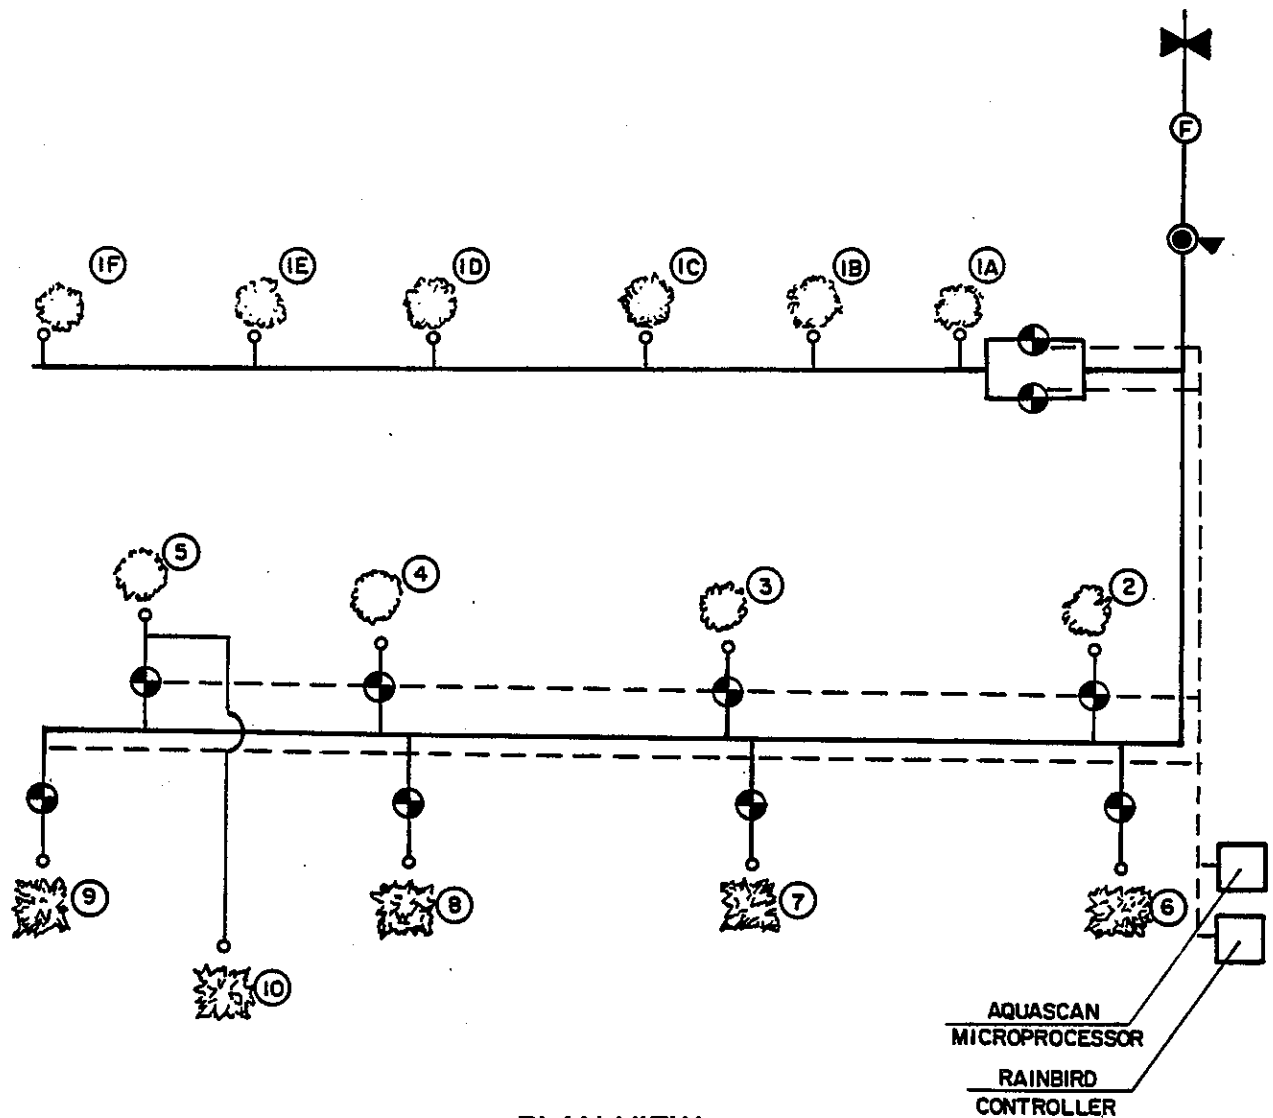 F
1F
1E
1D
1C
1B
1A
5
4
3
2
9
8
7
6
10
AQUASCAN
MICROPROCESSOR
RAINBIRD
CONTROLLER